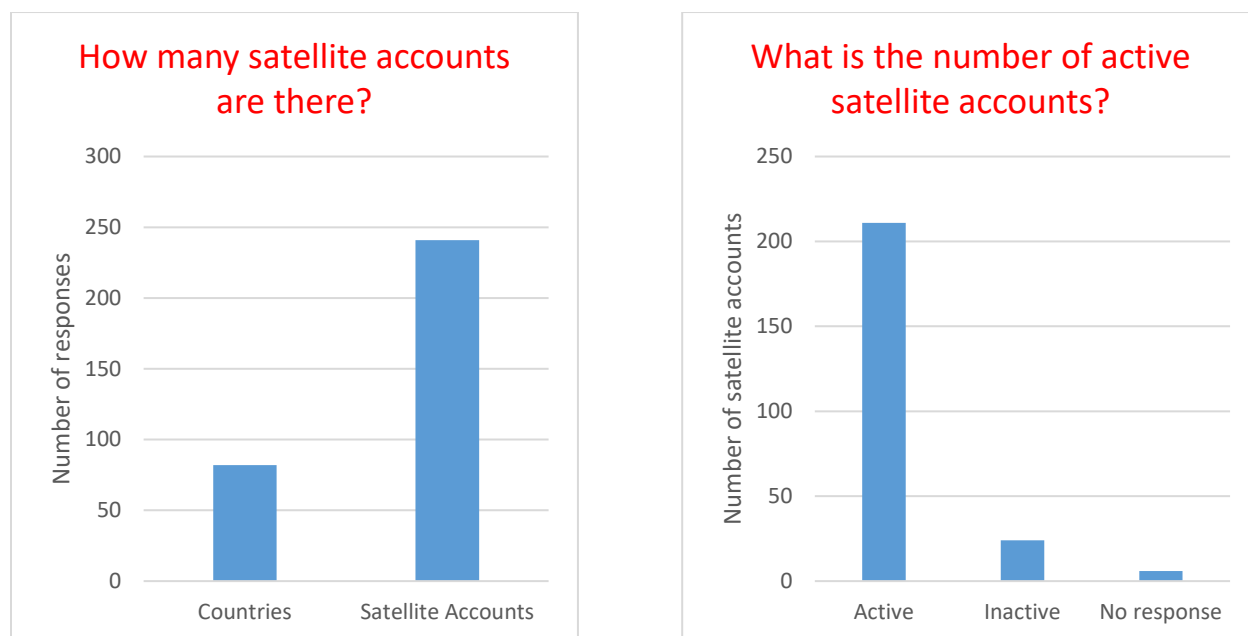 How many satellite accounts
are there?
300
250
200
150
100
50
0
Number of responses
Countries
Satellite Accounts
What is the number of active
satellite accounts?
250
200
150
100
50
0
Number of satellite accounts
Active
Inactive
No response